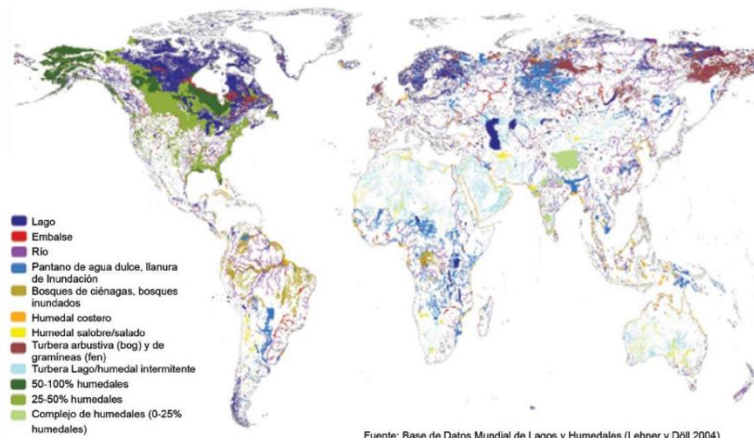 Lago
Embalse
Río
Pantano de agua dulce, llanura
de Inundación
Bosques de ciénagas, bosques
inundados
Humedal costero
Humedal salobre/salado
Turbera arbustiva (bog) y de
gramíneas (fen)
Turbera Lago/humedal intermitente
50-100% humedales
25-50% humedales
Complejo de humedales (0-25%
humedales)
Fuente: Base de Datos Mundial de Lagos y Humedales (Lehner y Döll 2004)